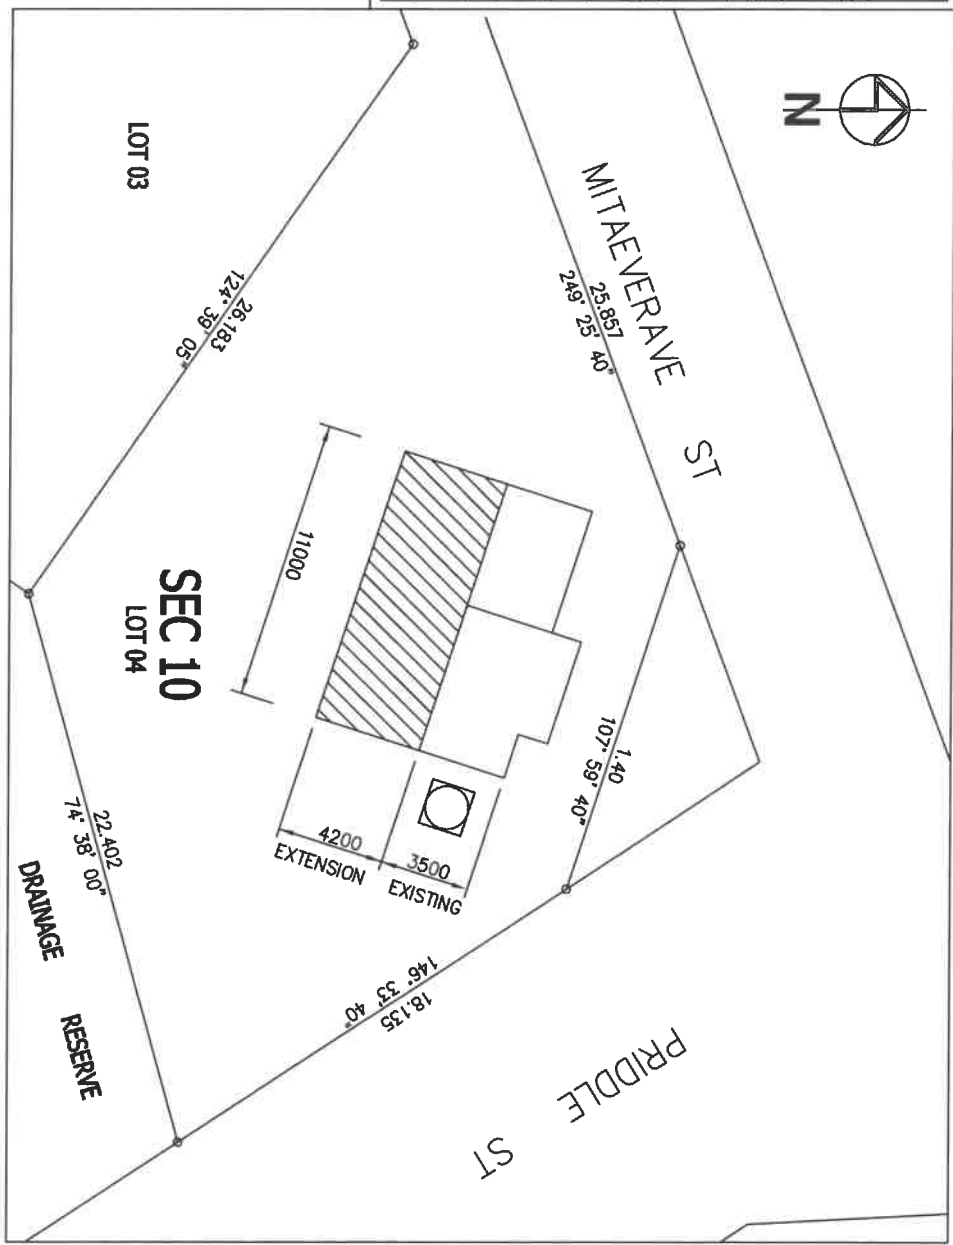 N
MITAEVERAVE ST
LOT 03
25.857
249° 25' 40"
26.183
124° 39' 05"
11000
SEC 10
LOT 04
1.40
107° 59' 40"
4200
EXTENSION
3500
EXISTING
22.402
74° 38' 00"
DRAINAGE RESERVE
146° 33' 40"
18.135
PRIDDLE ST